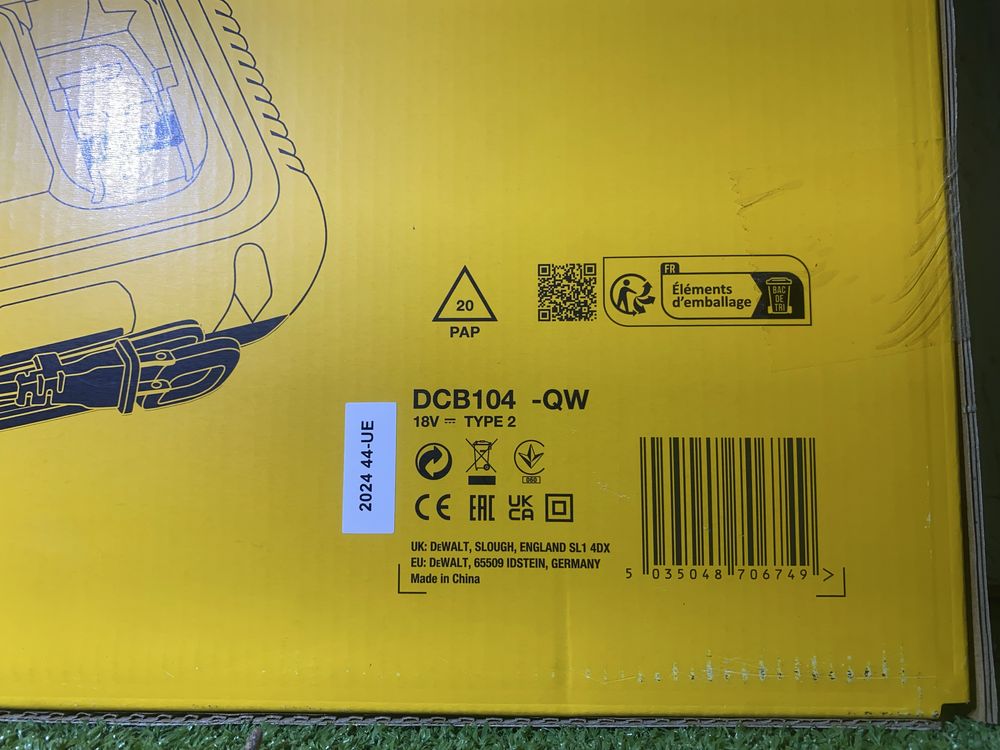 20
PAP
FR
Éléments
d'emballage
BAC
DE
TRI
DCB104 -QW
18V ⎓ TYPE 2
2024 44-UE
CE EAC UK
CA
UK: DEWALT, SLOUGH, ENGLAND SL1 4DX
EU: DEWALT, 65509 IDSTEIN, GERMANY
Made in China
5 035048 706749 >